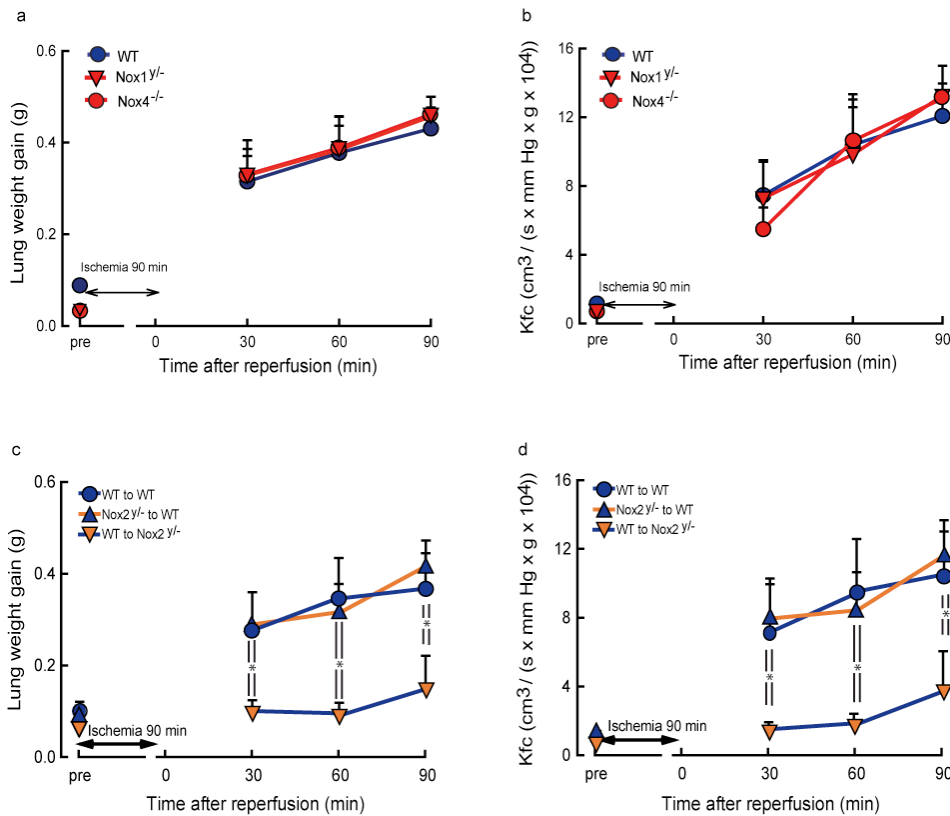 a
0.6
0.4
0.2
0.0
Lung weight gain (g)
WT
Nox1 y/-
Nox4 -/-
Ischemia 90 min
pre
0
30
60
90
Time after reperfusion (min)
b
16
12
8
4
0
Kfc (cm3 / (s x mm Hg x g x 104))
WT
Nox1 y/-
Nox4 -/-
Ischemia 90 min
pre
0
30
60
90
Time after reperfusion (min)
c
0.6
0.4
0.2
0.0
Lung weight gain (g)
WT to WT
Nox2 y/- to WT
WT to Nox2 y/-
*
*
*
Ischemia 90 min
pre
0
30
60
90
Time after reperfusion (min)
d
16
12
8
4
0
Kfc (cm3 / (s x mm Hg x g x 104))
WT to WT
Nox2 y/- to WT
WT to Nox2 y/-
*
*
*
Ischemia 90 min
pre
0
30
60
90
Time after reperfusion (min)